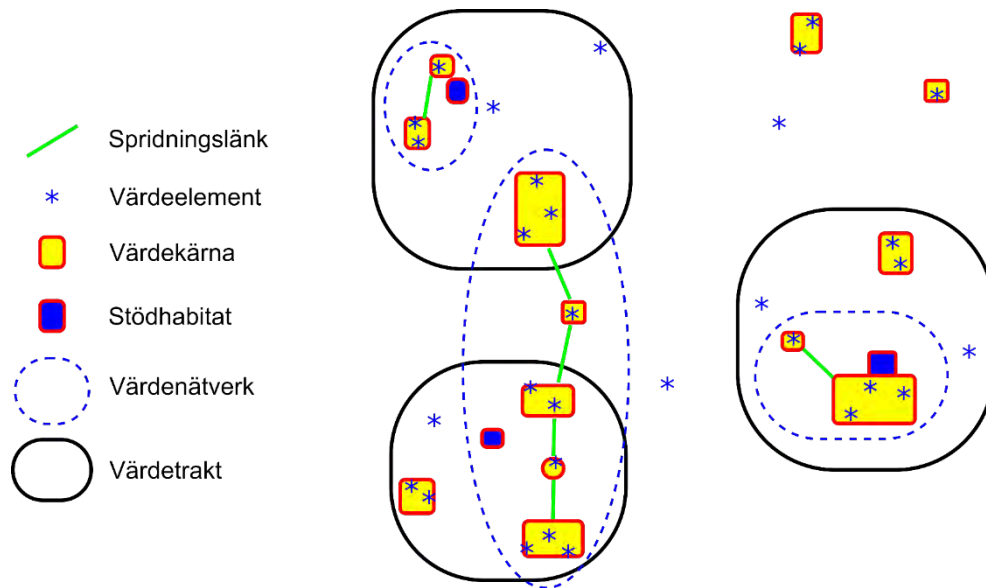 Spridningslänk
Värdeelement
Värdekärna
Stödhabitat
Värdenätverk
Värdetrakt